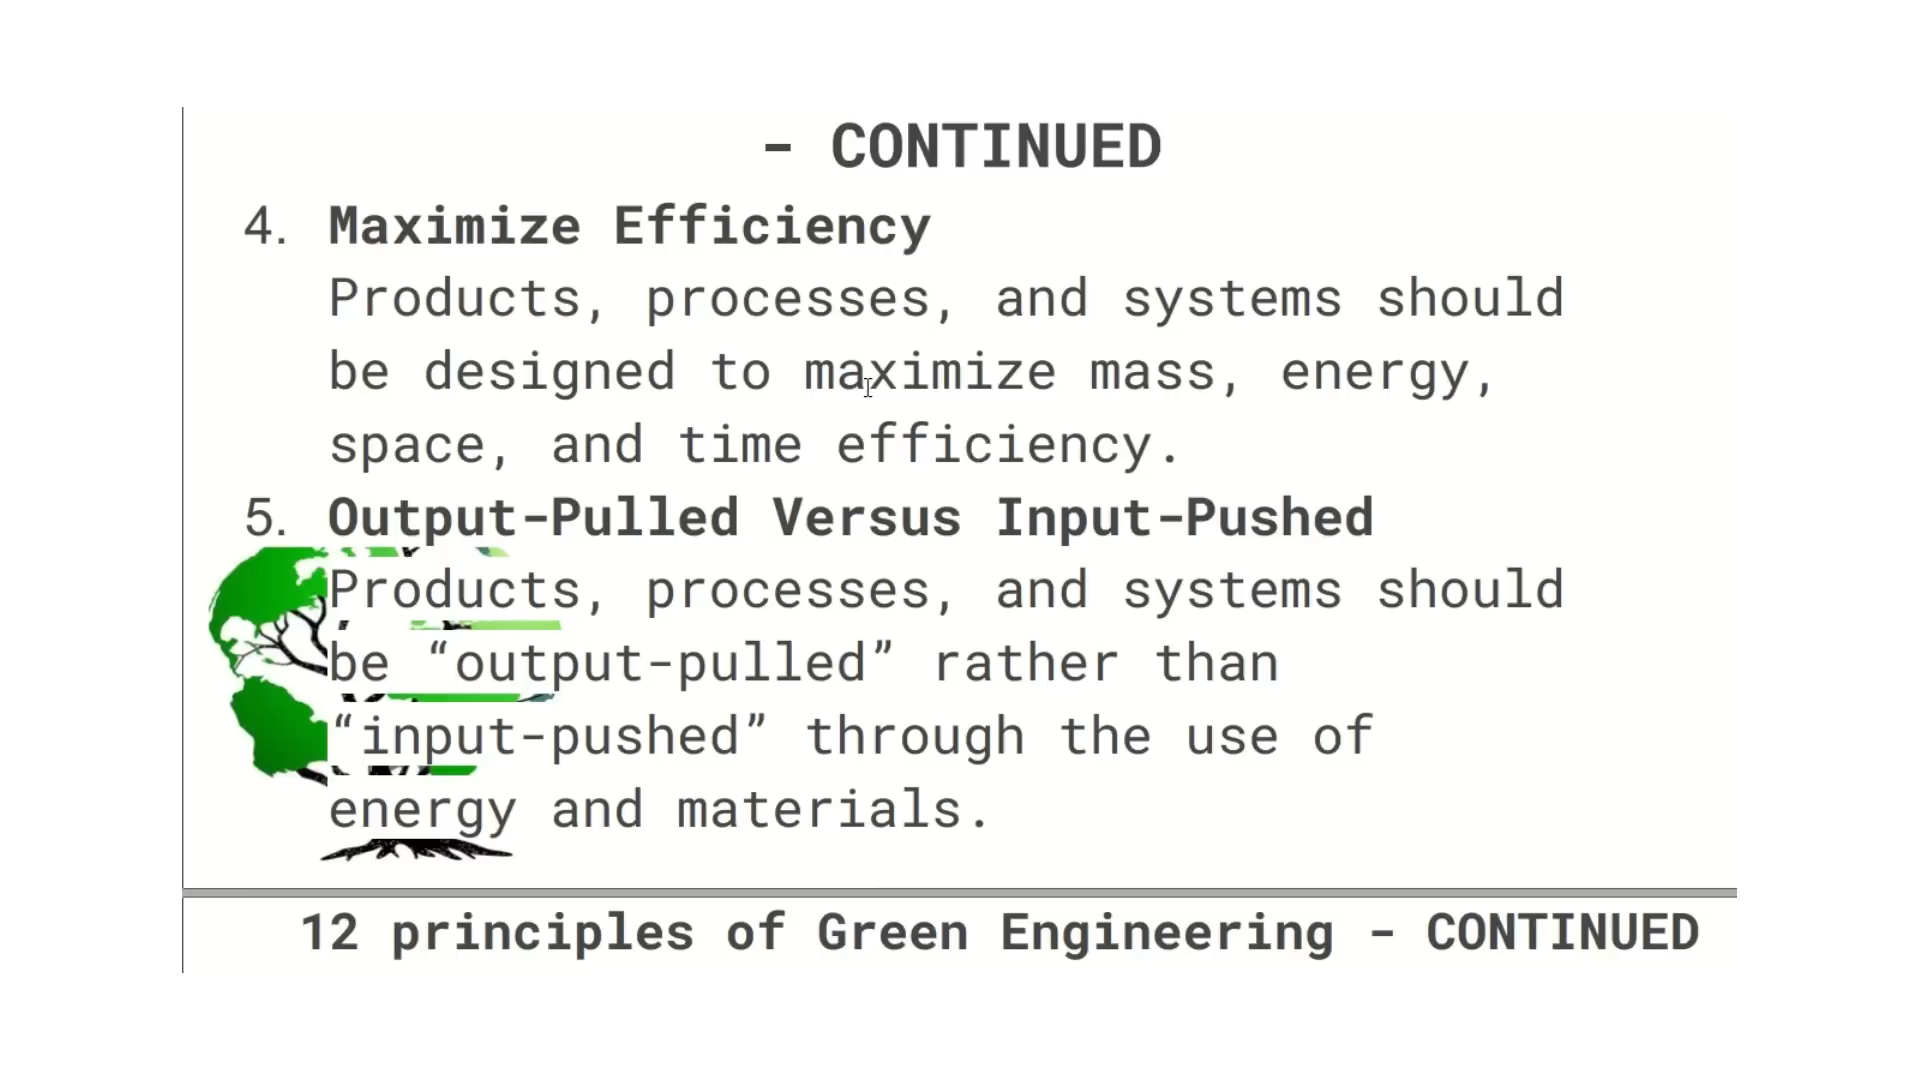 - CONTINUED
4. Maximize Efficiency
Products, processes, and systems should
be designed to maximize mass, energy,
space, and time efficiency.
5. Output-Pulled Versus Input-Pushed
Products, processes, and systems should
be “output-pulled” rather than
“input-pushed” through the use of
energy and materials.
12 principles of Green Engineering - CONTINUED